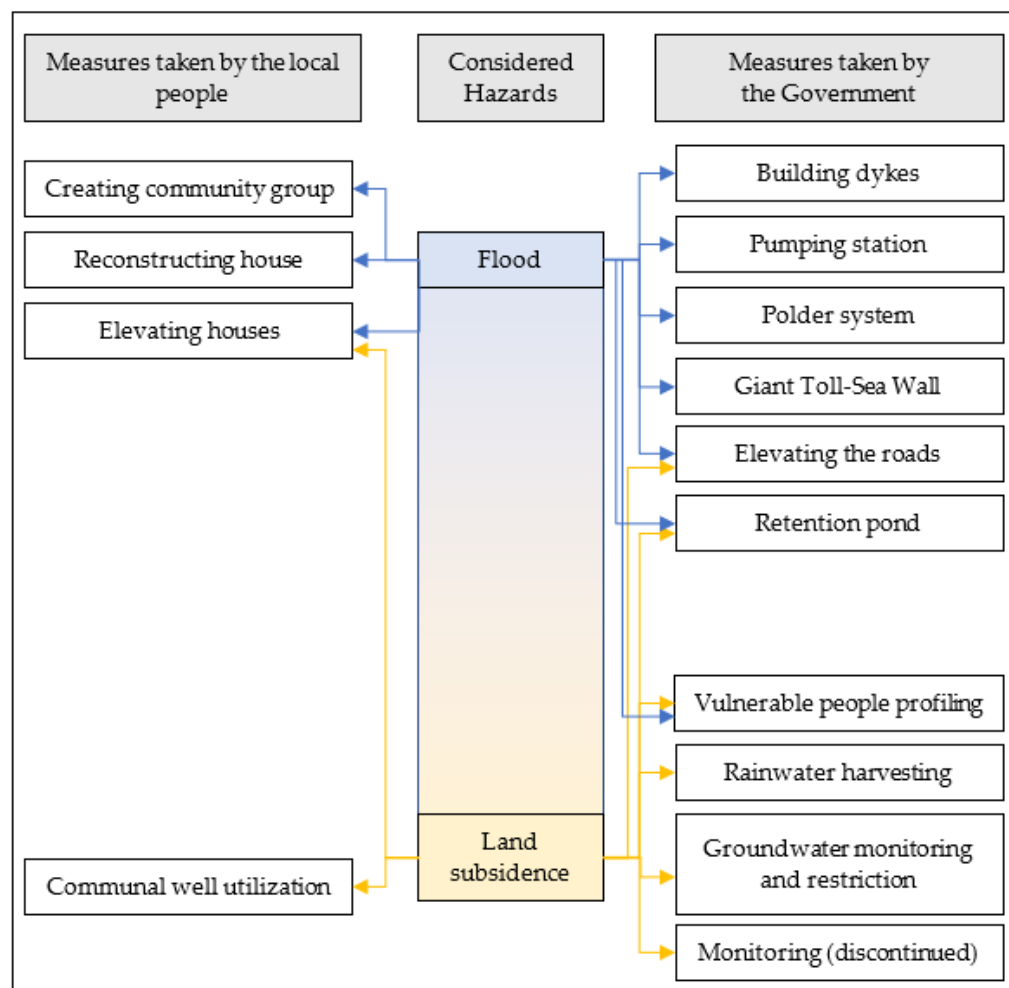 Measures taken by the local
people
Considered
Hazards
Measures taken by
the Government
Creating community group
Reconstructing house
Elevating houses
Communal well utilization
Flood
Land
subsidence
Building dykes
Pumping station
Polder system
Giant Toll-Sea Wall
Elevating the roads
Retention pond
Vulnerable people profiling
Rainwater harvesting
Groundwater monitoring
and restriction
Monitoring (discontinued)